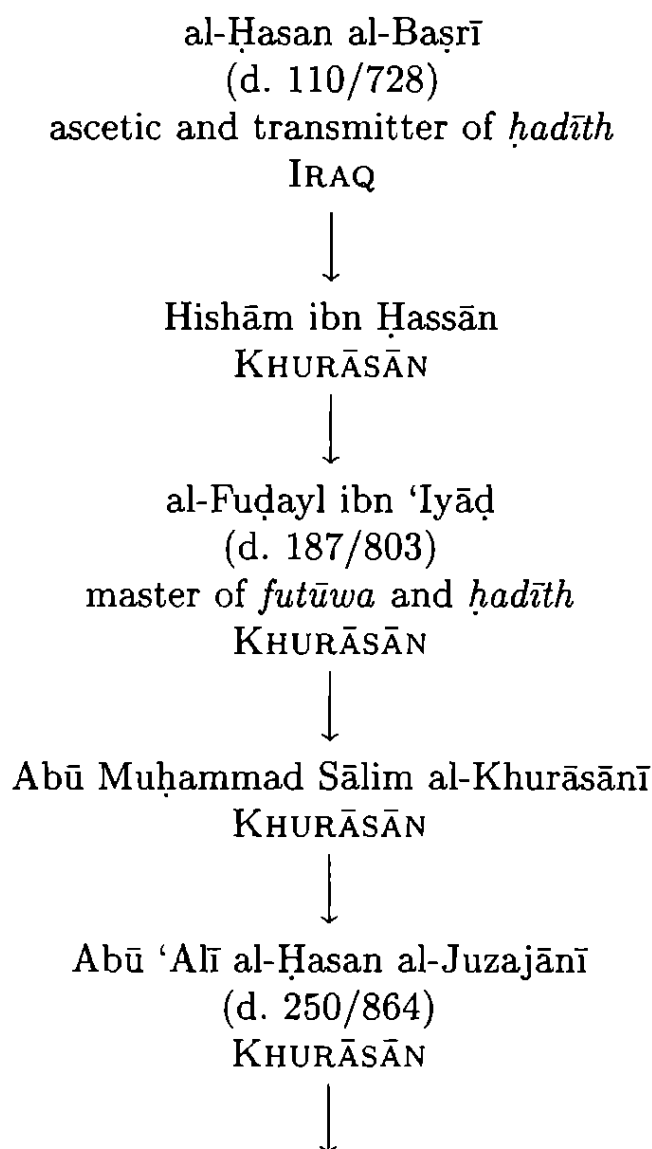 al-Ḥasan al-Baṣrī
(d. 110/728)
ascetic and transmitter of ḥadīth
IRAQ
Hishām ibn Ḥassān
KHURĀSĀN
al-Fuḍayl ibn ‘Iyāḍ
(d. 187/803)
master of futūwa and ḥadīth
KHURĀSĀN
Abū Muḥammad Sālim al-Khurāsānī
KHURĀSĀN
Abū ‘Alī al-Ḥasan al-Juzajānī
(d. 250/864)
KHURĀSĀN